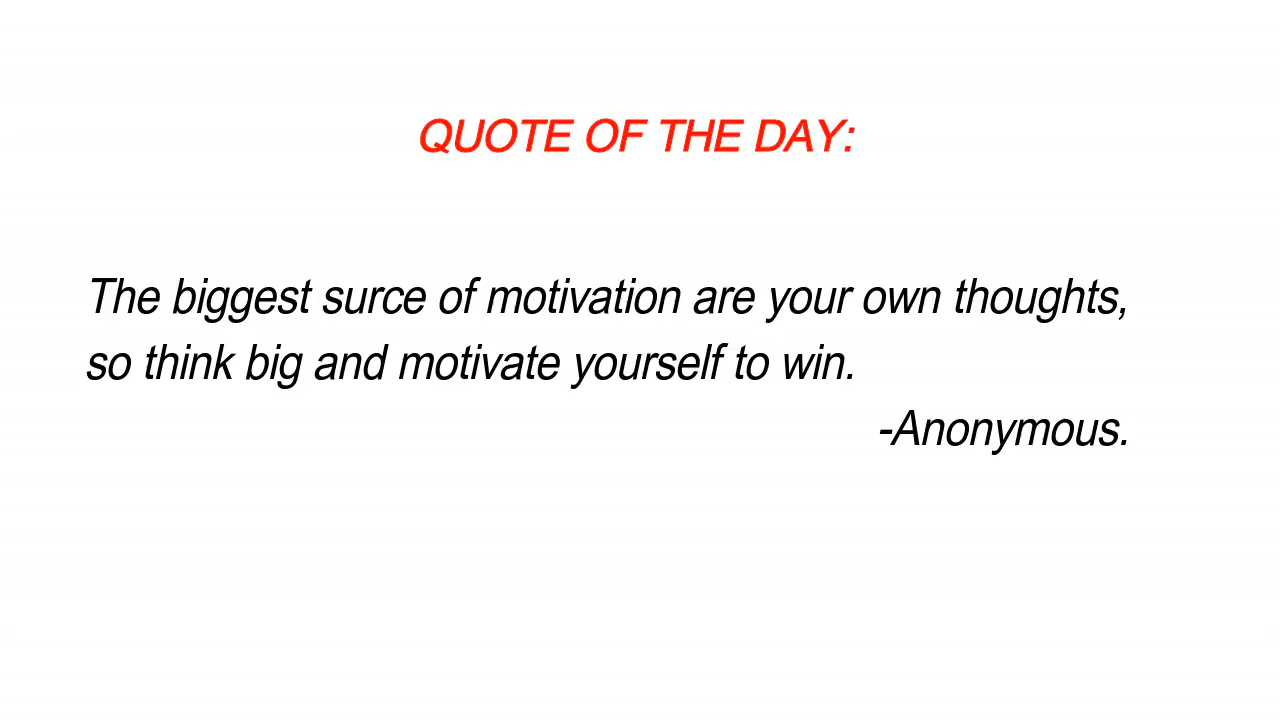 QUOTE OF THE DAY:
The biggest surce of motivation are your own thoughts,
so think big and motivate yourself to win.
-Anonymous.